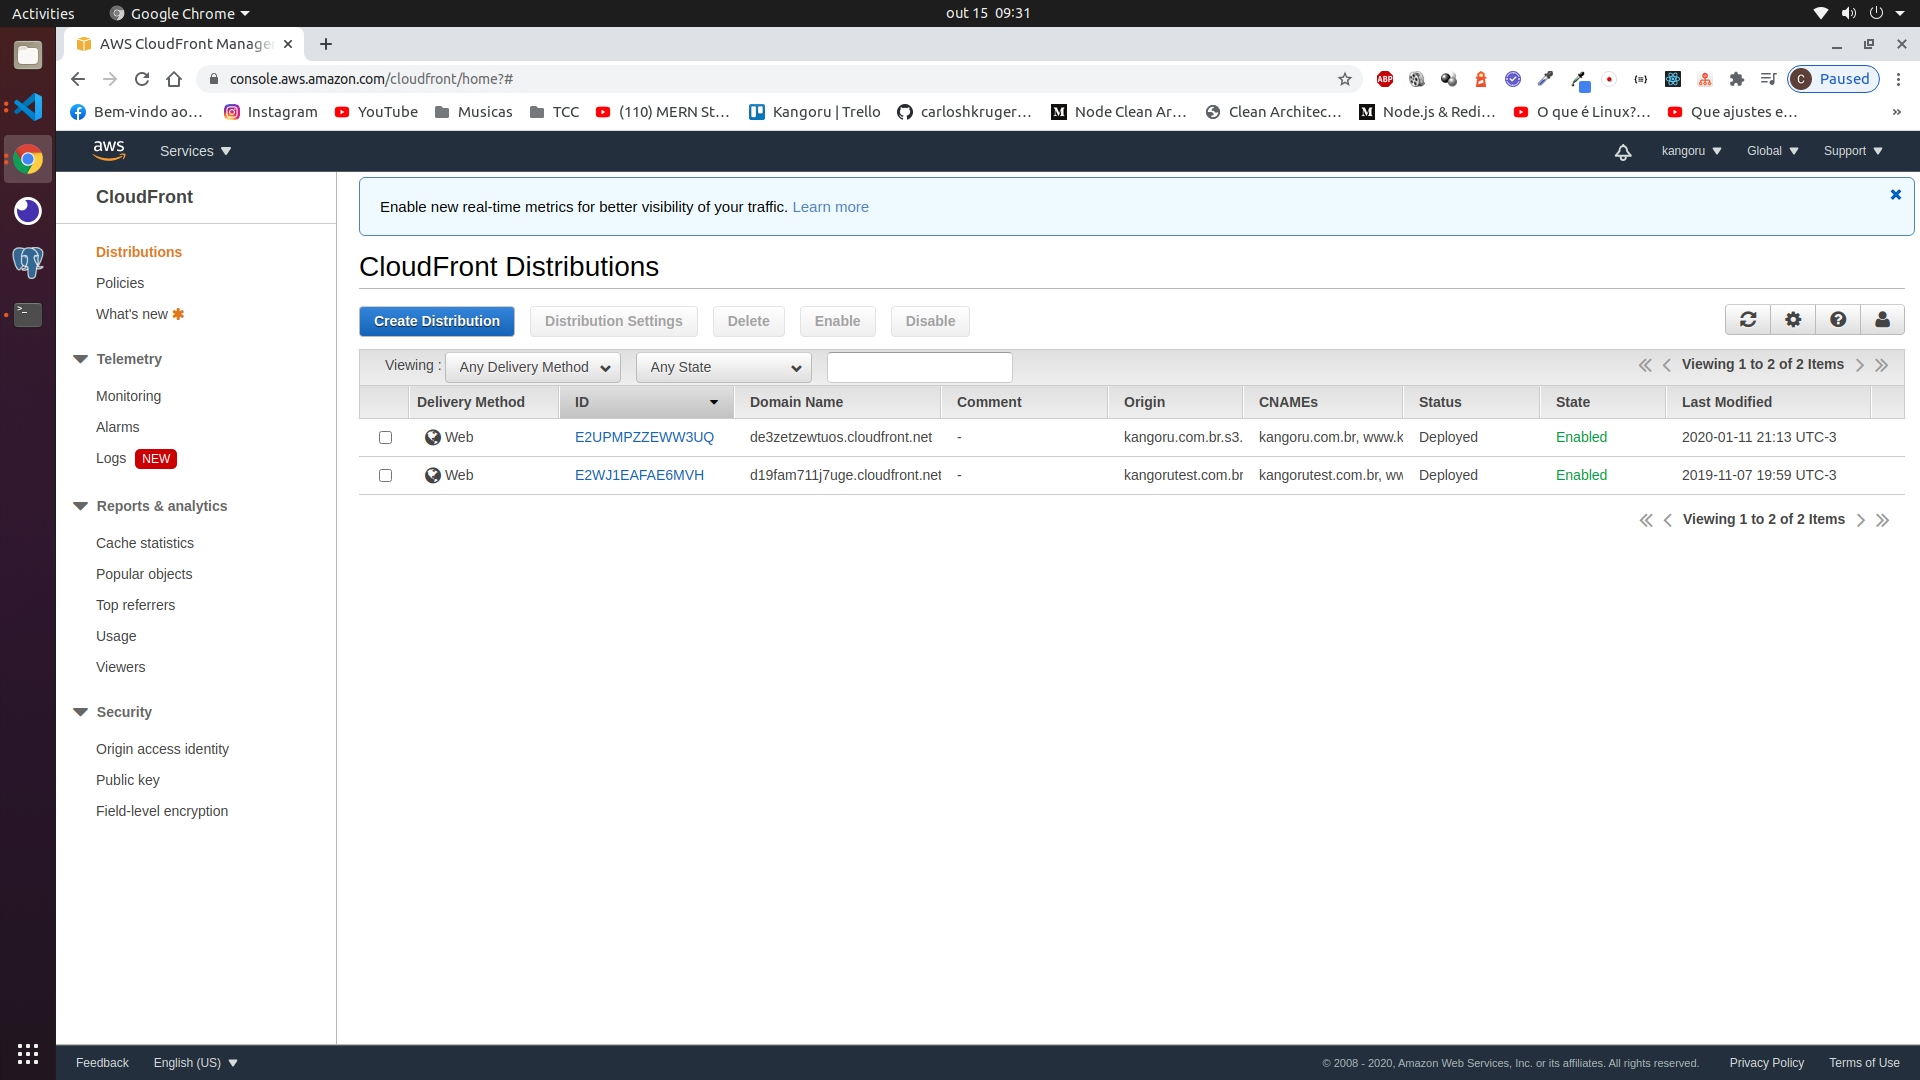 Activities Google Chrome out 15 09:31
AWS CloudFront Manage
console.aws.amazon.com/cloudfront/home?# ABP C Paused
Bem-vindo ao… Instagram YouTube Musicas TCC (110) MERN St… Kangoru | Trello carloshkruger… Node Clean Ar… Clean Architec… Node.js & Redi… O que é Linux?… Que ajustes e… »
aws Services kangoru Global Support
CloudFront
Enable new real-time metrics for better visibility of your traffic. Learn more
Distributions
Policies
What's new
Telemetry
Monitoring
Alarms
Logs NEW
Reports & analytics
Cache statistics
Popular objects
Top referrers
Usage
Viewers
Security
Origin access identity
Public key
Field-level encryption
CloudFront Distributions
Create Distribution Distribution Settings Delete Enable Disable
Viewing : Any Delivery Method Any State Viewing 1 to 2 of 2 Items
Delivery Method ID Domain Name Comment Origin CNAMEs Status State Last Modified
Web E2UPMPZZEWW3UQ de3zetzewtuos.cloudfront.net - kangoru.com.br.s3. kangoru.com.br, www.k Deployed Enabled 2020-01-11 21:13 UTC-3
Web E2WJ1EAFAE6MVH d19fam711j7uge.cloudfront.net - kangorutest.com.br kangorutest.com.br, ww Deployed Enabled 2019-11-07 19:59 UTC-3
Viewing 1 to 2 of 2 Items
Feedback English (US) © 2008 - 2020, Amazon Web Services, Inc. or its affiliates. All rights reserved. Privacy Policy Terms of Use